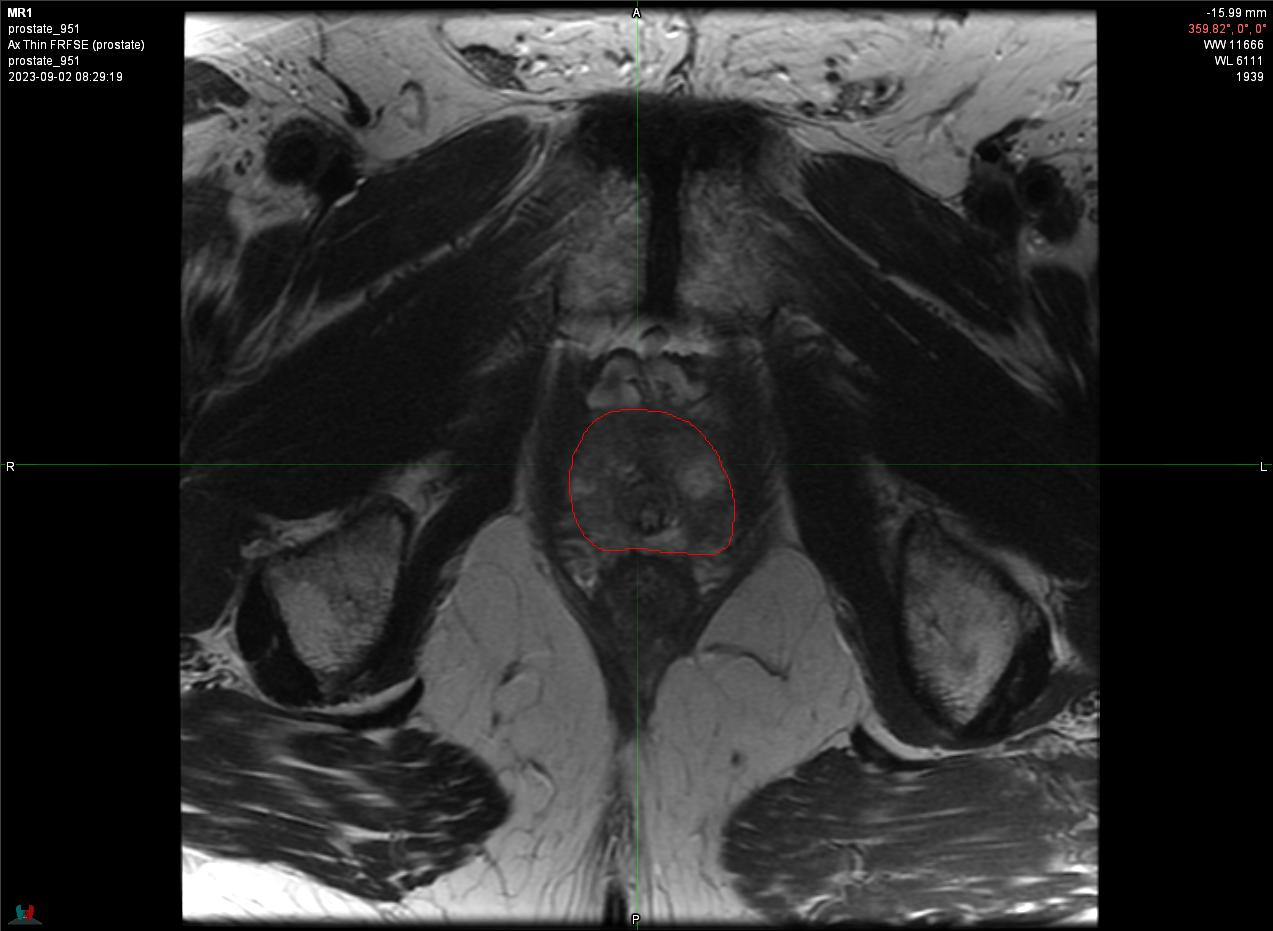 MR1
prostate_951
Ax Thin FRFSE (prostate)
prostate_951
2023-09-02 08:29:19
-15.99 mm
359.82°, 0°, 0°
WW 11666
WL 6111
1939
A
R
L
P